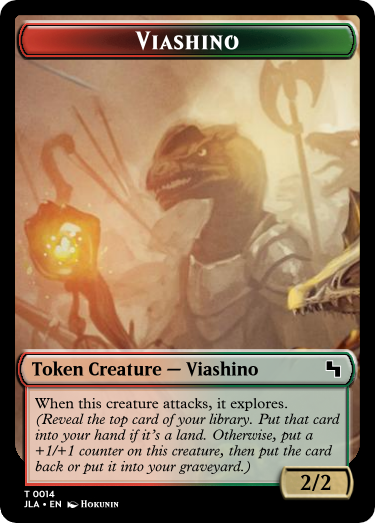 VIASHINO
Token Creature — Viashino
When this creature attacks, it explores.
(Reveal the top card of your library. Put that card
into your hand if it's a land. Otherwise, put a
+1/+1 counter on this creature, then put the card
back or put it into your graveyard.)
2/2
T 0014
JLA • EN HOKUNIN